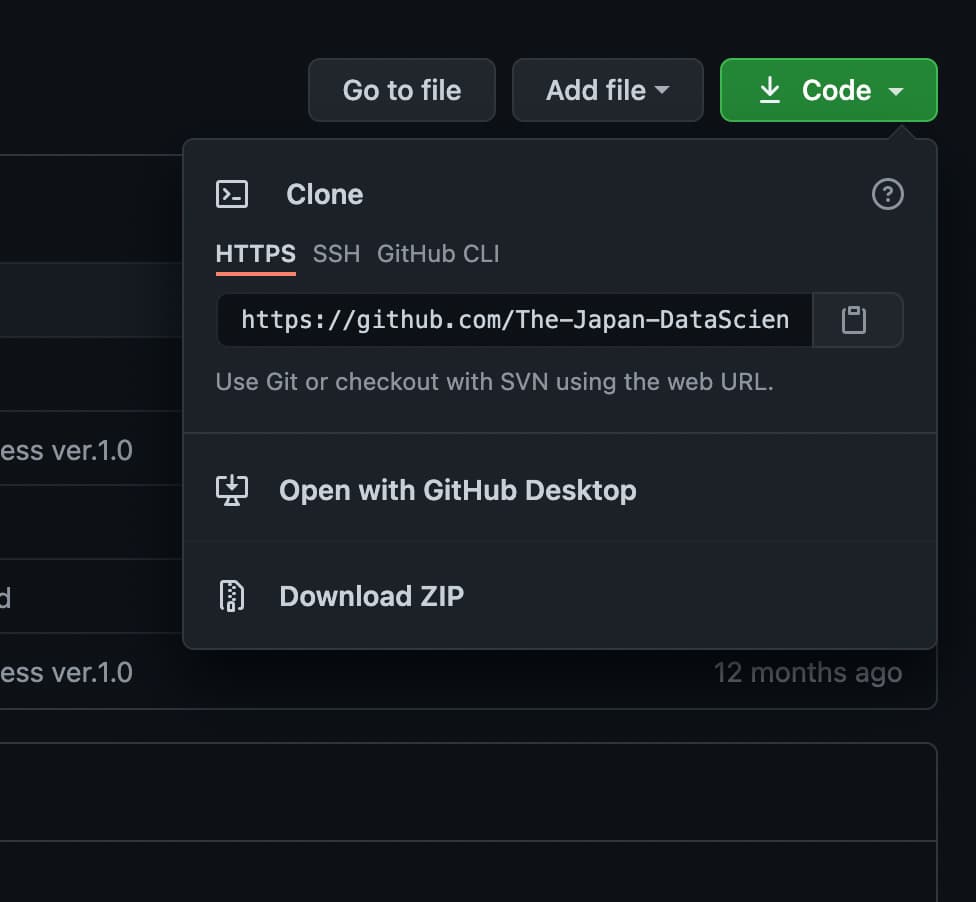 Go to file Add file Code
Clone
HTTPS SSH GitHub CLI
https://github.com/The-Japan-DataScien
Use Git or checkout with SVN using the web URL.
ess ver.1.0
Open with GitHub Desktop
d
Download ZIP
ess ver.1.0 12 months ago